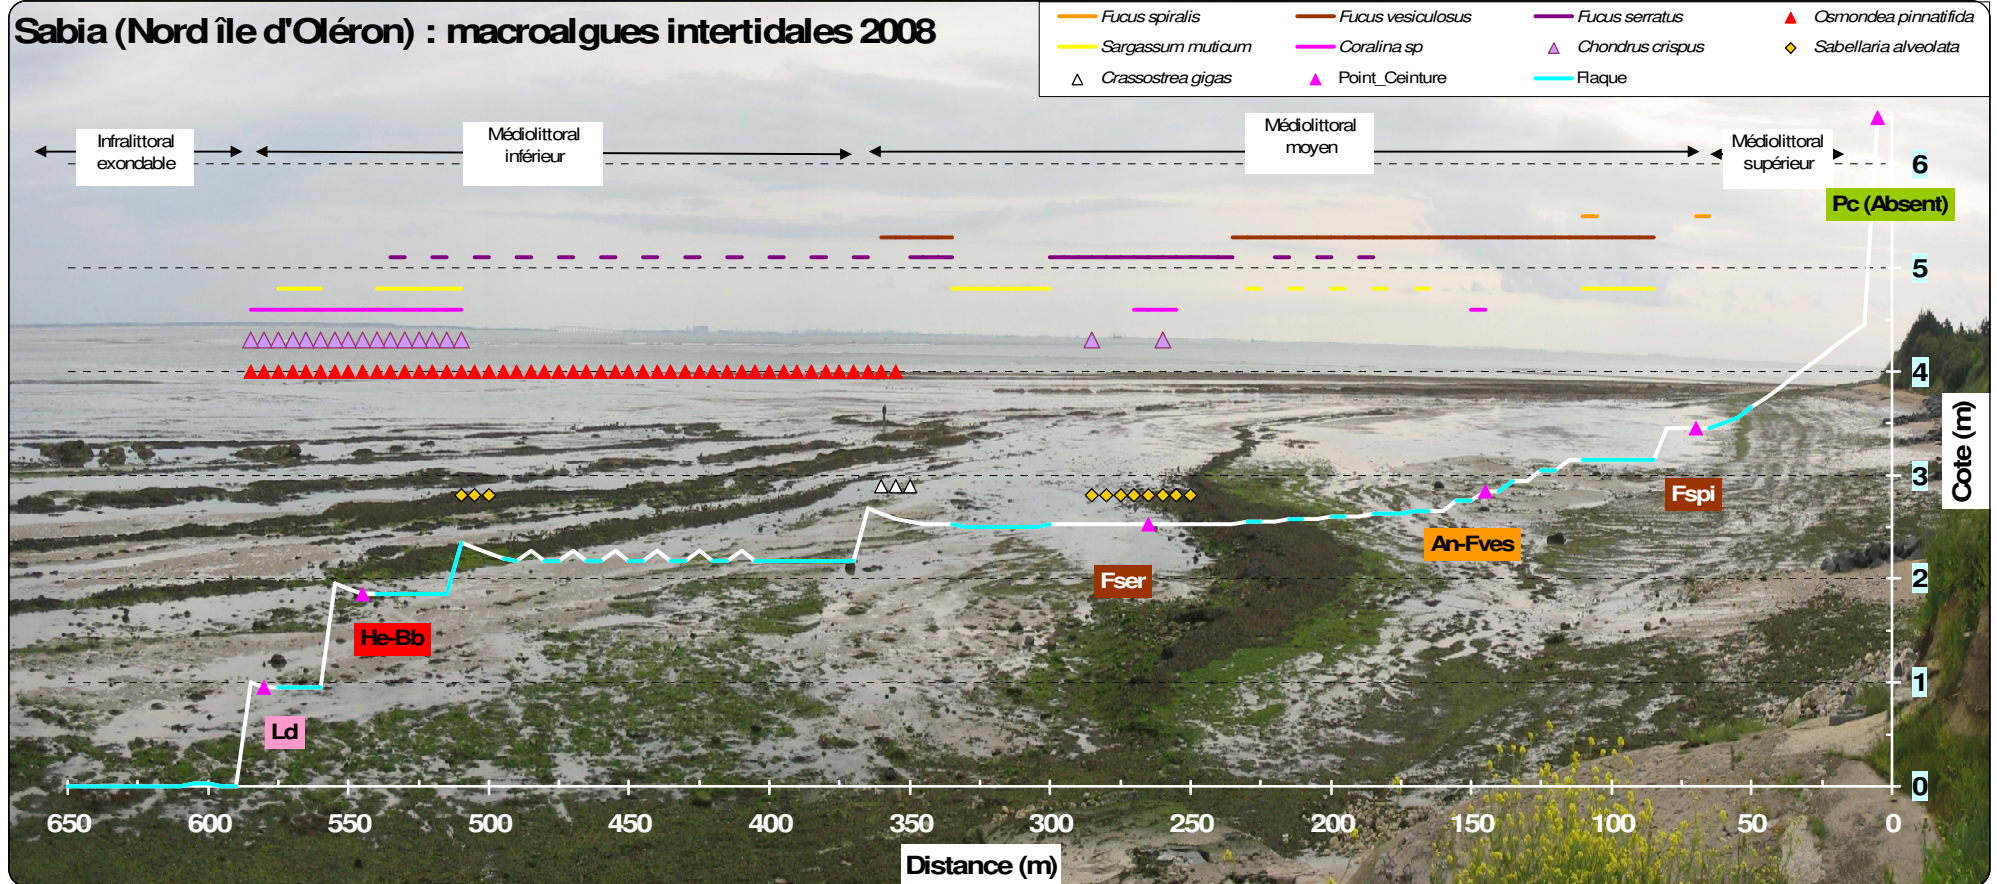 Sabia (Nord île d'Oléron) : macroalgues intertidales 2008
Fucus spiralis
Fucus vesiculosus
Fucus serratus
Osmondea pinnatifida
Sargassum muticum
Coralina sp
Chondrus crispus
Sabellaria alveolata
Crassostrea gigas
Point_Ceinture
Flaque
Infralittoral
exondable
Médiolittoral
inférieur
Médiolittoral
moyen
Médiolittoral
supérieur
6
Pc (Absent)
5
4
Cote (m)
3
Fspi
An-Fves
Fser
2
He-Bb
1
Ld
0
650 600 550 500 450 400 350 300 250 200 150 100 50 0
Distance (m)